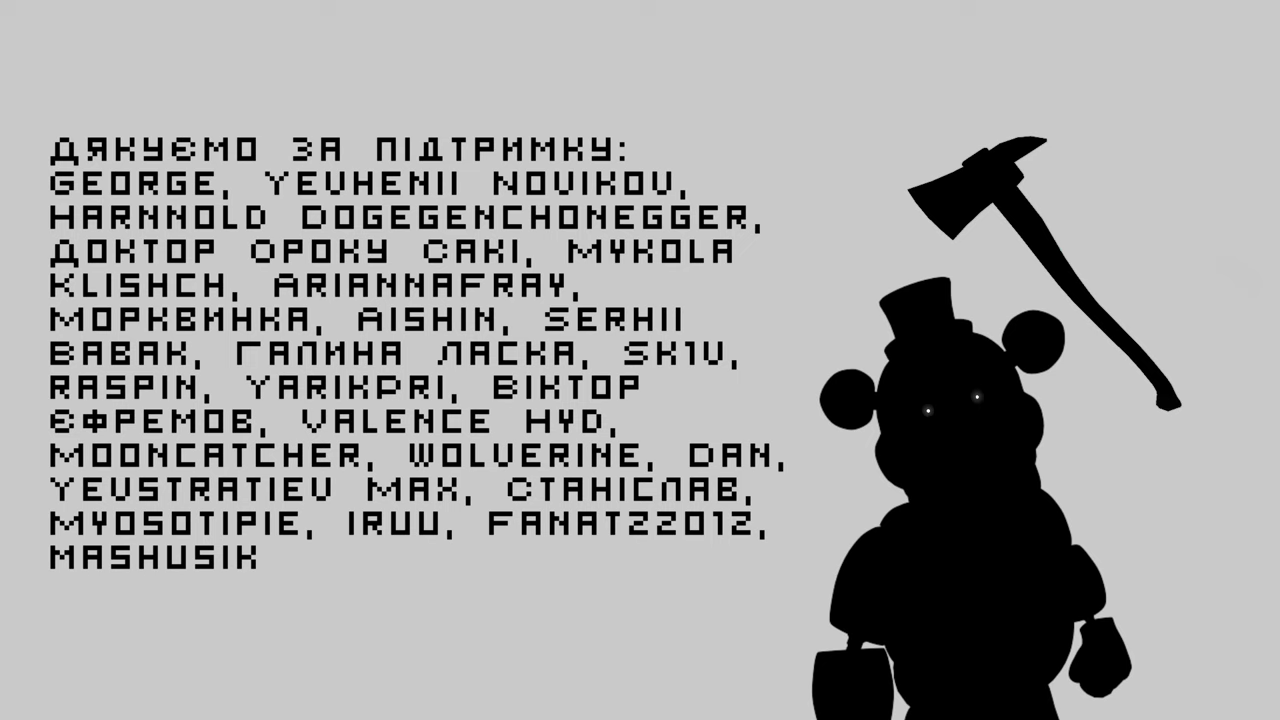 ДЯКУЄМО ЗА ПІДТРИМКУ:
GEORGE, YEVHENII NOVIKOV,
HARNNOLD DOGEGENCHONEGGER,
ДОКТОР ОРОКУ САКІ, MYKOLA
KLISHCH, ARIANNAFRAY,
МОРКВИНКА, AISHIN, SERHII
BABAK, ГАЛИНА ЛАСКА, SK1V,
RASPIN, YARIKPRI, ВІКТОР
ЄФРЕМОВ, VALENCE HYD,
MOONCATCHER, WOLVERINE, DAN,
YEVSTRATIEV MAX, СТАНІСЛАВ,
MYOSOTIPIE, IRUU, FANAT22012,
MASHUSIK